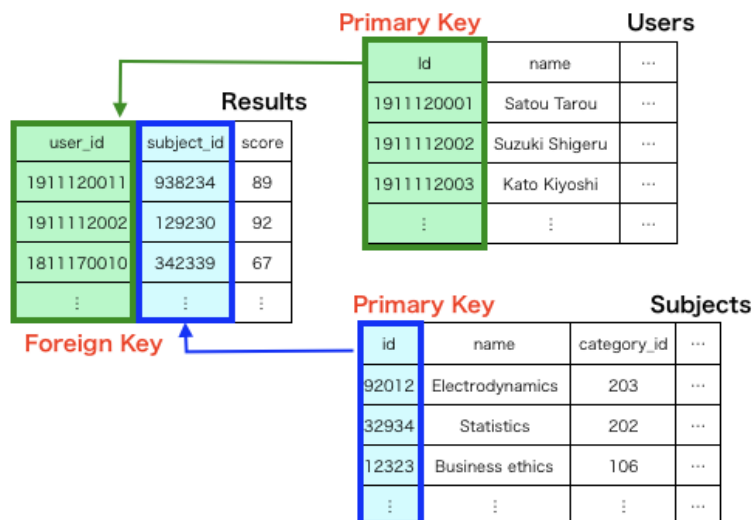 Primary Key Users
Id name …
1911120001 Satou Tarou …
1911112002 Suzuki Shigeru …
1911112003 Kato Kiyoshi …
⋮ ⋮ …
Results
user_id subject_id score
1911120011 938234 89
1911112002 129230 92
1811170010 342339 67
⋮ ⋮ ⋮
Foreign Key
Primary Key Subjects
id name category_id …
92012 Electrodynamics 203 …
32934 Statistics 202 …
12323 Business ethics 106 …
⋮ ⋮ ⋮ …